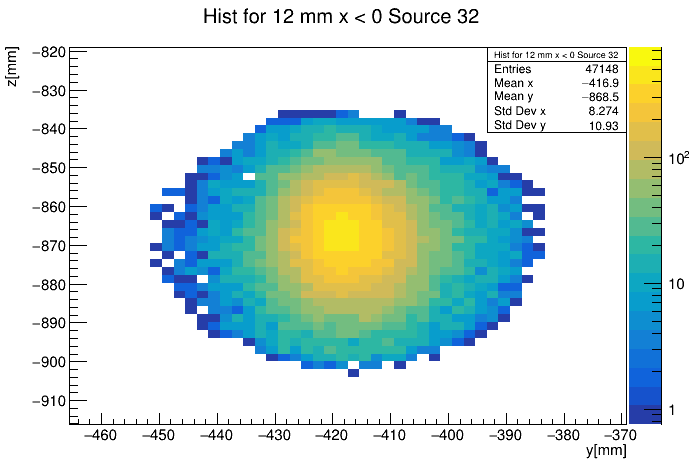 Hist for 12 mm x < 0 Source 32
z[mm]
−820
−830
−840
−850
−860
−870
−880
−890
−900
−910
Hist for 12 mm x < 0 Source 32
Entries 47148
Mean x −416.9
Mean y −868.5
Std Dev x 8.274
Std Dev y 10.93
10²
10
1
−460 −450 −440 −430 −420 −410 −400 −390 −380 −370
y[mm]